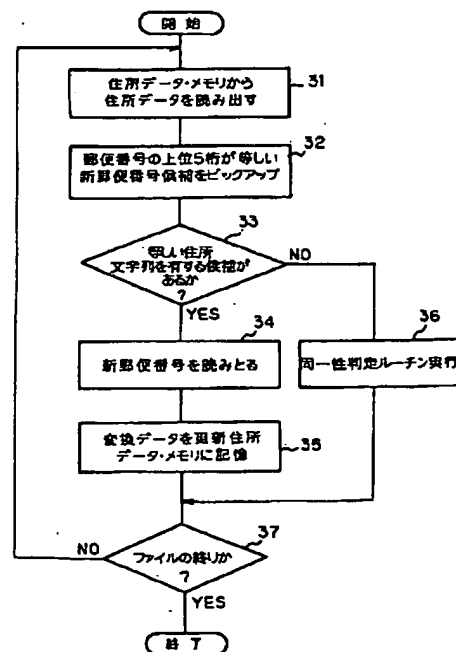 開始
住所データ・メモリから
住所データを読み出す
31
郵便番号の上位5桁が等しい
新郵便番号候補をピックアップ
32
33
等しい住所
文字列を有する候補が
あるか
?
NO
YES
34
新郵便番号を読みとる
36
同一性判定ルーチン実行
変換データを更新住所
データ・メモリに記憶
35
37
NO
ファイルの終りか
?
YES
終了